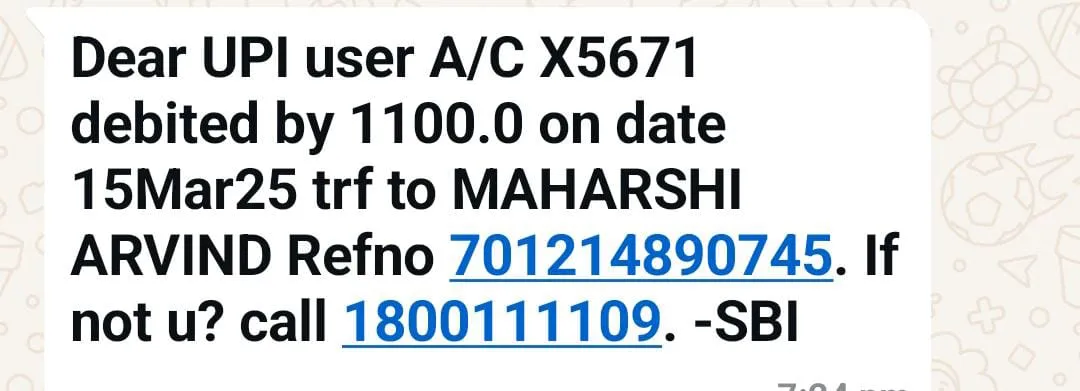 Dear UPI user A/C X5671
debited by 1100.0 on date
15Mar25 trf to MAHARSHI
ARVIND Refno 701214890745. If
not u? call 1800111109. -SBI